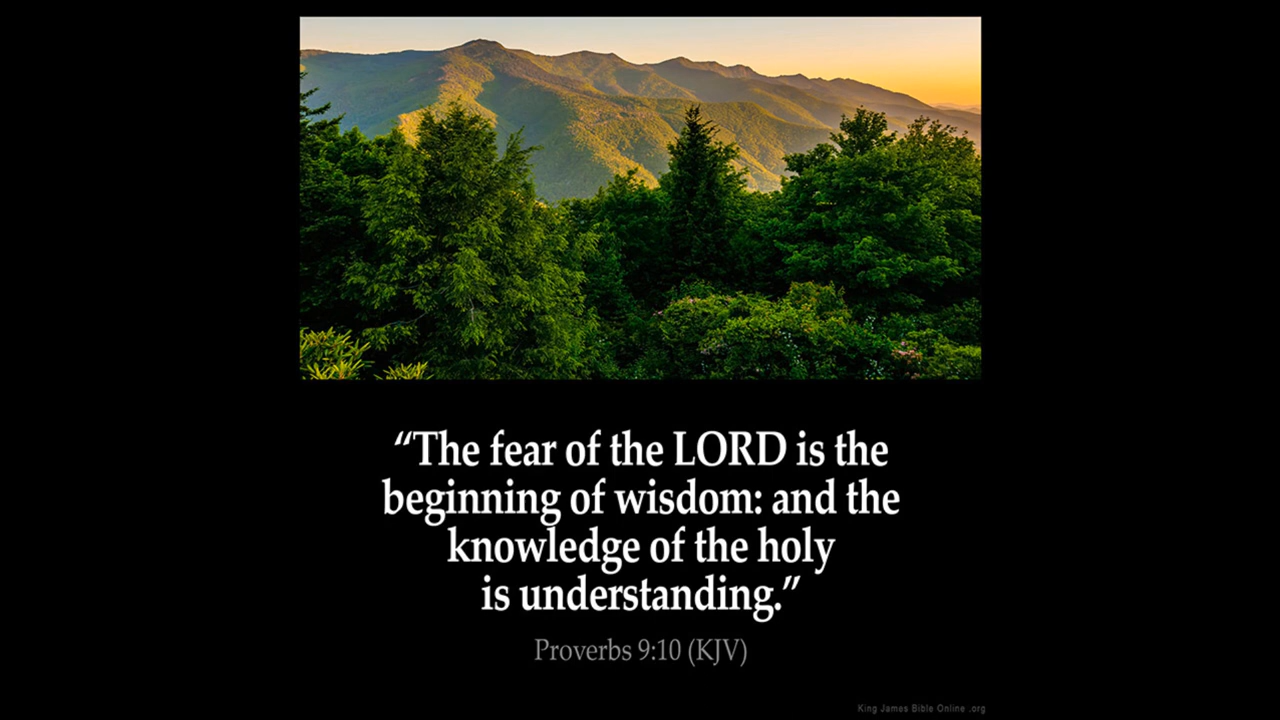 “The fear of the LORD is the
beginning of wisdom: and the
knowledge of the holy
is understanding.”
Proverbs 9:10 (KJV)
King James Bible Online .org